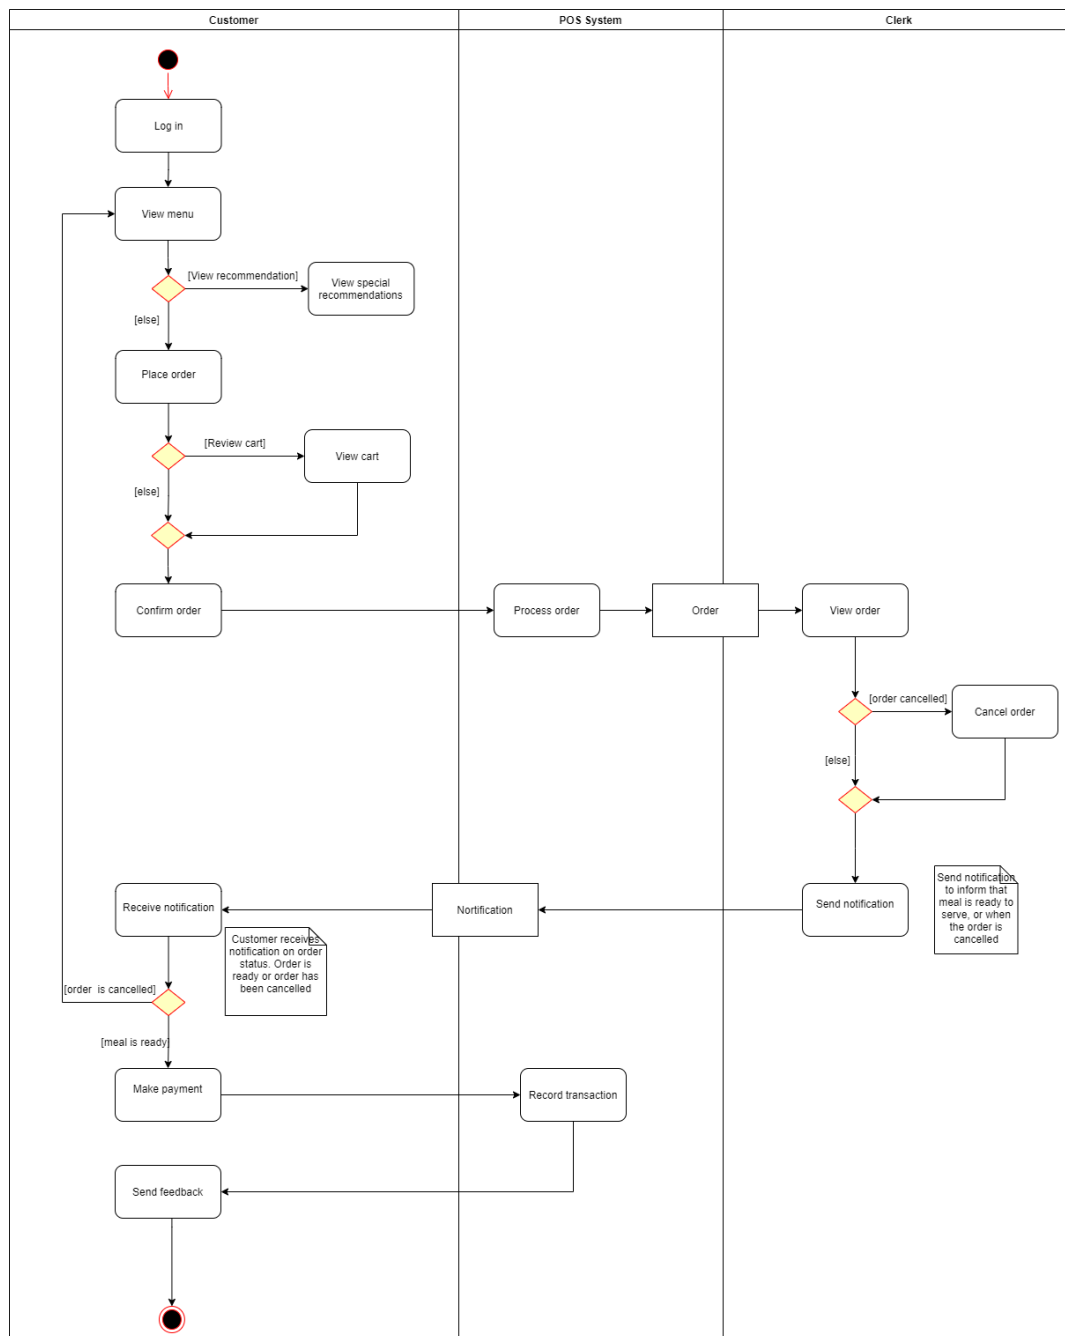 Customer
POS System
Clerk
Log in
View menu
[View recommendation]
View special
recommendations
[else]
Place order
[Review cart]
View cart
[else]
Confirm order
Process order
Order
View order
[order cancelled]
Cancel order
[else]
Receive notification
Nortification
Send notification
Send notification
to inform that
meal is ready to
serve, or when
the order is
cancelled
Customer receives
notification on order
status. Order is
ready or order has
been cancelled
[order  is cancelled]
[meal is ready]
Make payment
Record transaction
Send feedback